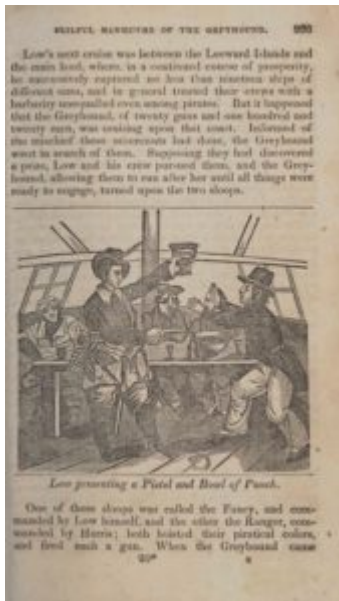 SKILFUL MANEUVRE OF THE GREYHOUND.
Low's next cruise was between the Leeward Islands and
the main land, where, in a continued course of prosperity,
he successively captured no less than nineteen ships of
different sizes, and in general treated their crews with a
barbarity unequalled even among pirates. But it happened
that the Greyhound, of twenty guns and one hundred and
twenty men, was cruising upon that coast. Informed of
the mischief these miscreants had done, the Greyhound
went in search of them. Supposing they had discovered
a prize, Low and his crew pursued them, and the Grey-
hound, allowing them to run after her until all things were
ready to engage, turned upon the two sloops.
Low presenting a Pistol and Bowl of Punch.
One of these sloops was called the Fancy, and com-
manded by Low himself, and the other the Ranger, com-
manded by Harris; both hoisted their piratical colors,
and fired each a gun. When the Greyhound came